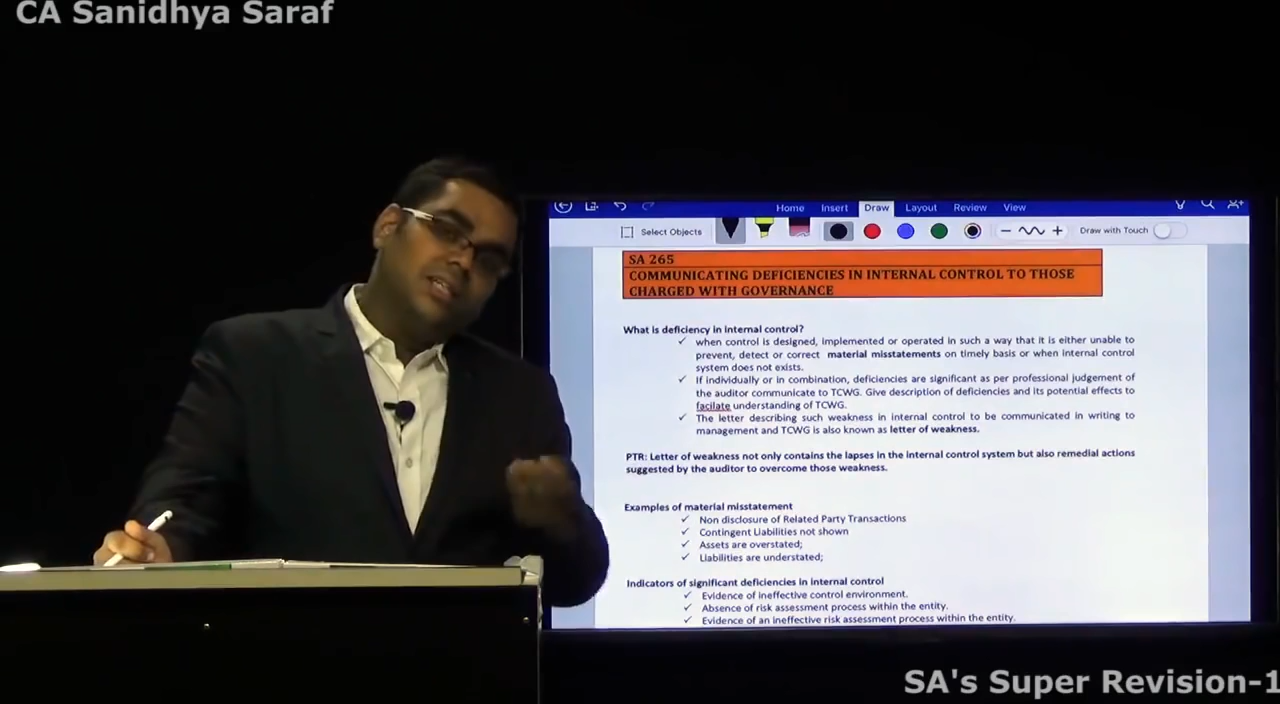 CA Sanidhya Saraf
Home Insert Draw Layout Review View
Select Objects
Draw with Touch
SA 265
COMMUNICATING DEFICIENCIES IN INTERNAL CONTROL TO THOSE
CHARGED WITH GOVERNANCE
What is deficiency in internal control?
when control is designed, implemented or operated in such a way that it is either unable to
prevent, detect or correct material misstatements on timely basis or when internal control
system does not exists.
If individually or in combination, deficiencies are significant as per professional judgement of
the auditor communicate to TCWG. Give description of deficiencies and its potential effects to
facilate understanding of TCWG.
The letter describing such weakness in internal control to be communicated in writing to
management and TCWG is also known as letter of weakness.
PTR: Letter of weakness not only contains the lapses in the internal control system but also remedial actions
suggested by the auditor to overcome those weakness.
Examples of material misstatement
Non disclosure of Related Party Transactions
Contingent Liabilities not shown
Assets are overstated;
Liabilities are understated;
Indicators of significant deficiencies in internal control
Evidence of ineffective control environment.
Absence of risk assessment process within the entity.
Evidence of an ineffective risk assessment process within the entity.
SA's Super Revision-1